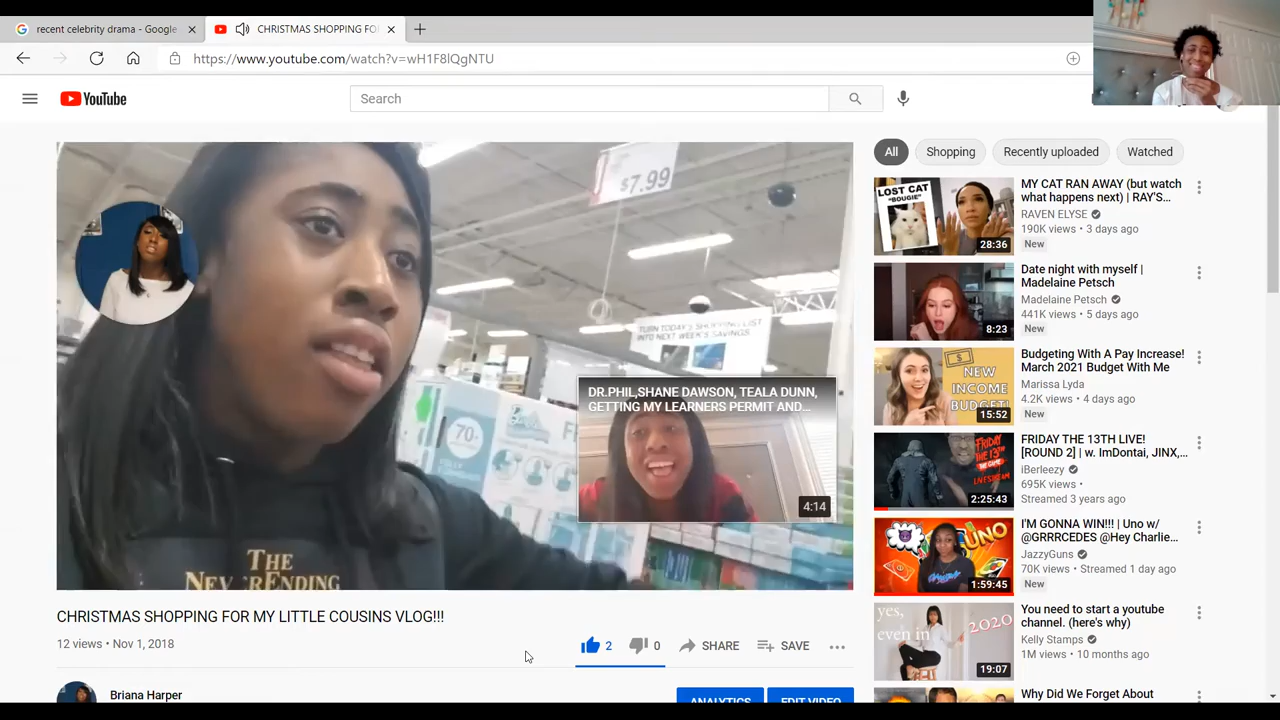 recent celebrity drama - Google
CHRISTMAS SHOPPING FO
https://www.youtube.com/watch?v=wH1F8lQgNTU
YouTube
Search
$7.99
TURN TODAY'S SHOPPING LIST
INTO NEXT WEEK'S SAVINGS.
70
DR.PHIL,SHANE DAWSON, TEALA DUNN,
GETTING MY LEARNERS PERMIT AND...
4:14
THE
CHRISTMAS SHOPPING FOR MY LITTLE COUSINS VLOG!!!
12 views • Nov 1, 2018
2
0
SHARE
SAVE
Briana Harper
ANALYTICS
EDIT VIDEO
All
Shopping
Recently uploaded
Watched
LOST CAT
"BOUGIE"
28:36
MY CAT RAN AWAY (but watch
what happens next) | RAY'S...
RAVEN ELYSE
190K views • 3 days ago
New
8:23
Date night with myself |
Madelaine Petsch
Madelaine Petsch
441K views • 5 days ago
New
NEW
INCOME
BUDGET!
15:52
Budgeting With A Pay Increase!
March 2021 Budget With Me
Marissa Lyda
4.2K views • 4 days ago
New
FRIDAY
THE 13TH
THE GAME
LIVESTREAM
2:25:43
FRIDAY THE 13TH LIVE!
[ROUND 2] | w. ImDontai, JINX,...
iBerleezy
695K views •
Streamed 3 years ago
UNO
1:59:45
I'M GONNA WIN!!! | Uno w/
@GRRRCEDES @Hey Charlie...
JazzyGuns
70K views • Streamed 1 day ago
New
yes,
even in
2020
19:07
You need to start a youtube
channel. (here's why)
Kelly Stamps
1M views • 10 months ago
Why Did We Forget About